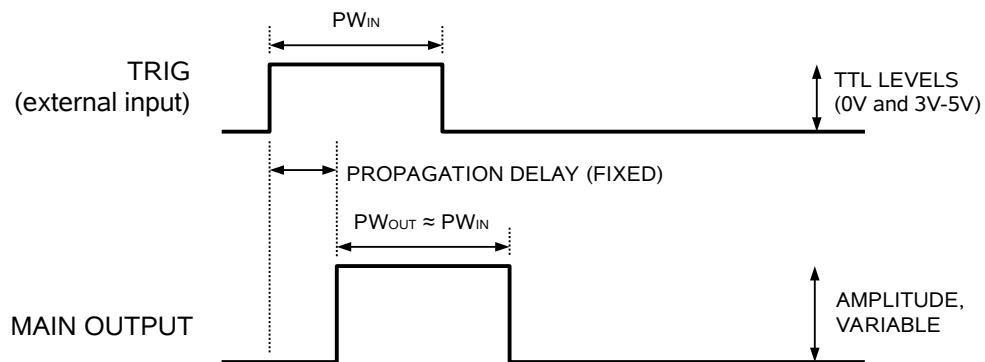 PWIN
TRIG
(external input)
TTL LEVELS
(0V and 3V-5V)
PROPAGATION DELAY (FIXED)
PWOUT ≈ PWIN
MAIN OUTPUT
AMPLITUDE,
VARIABLE